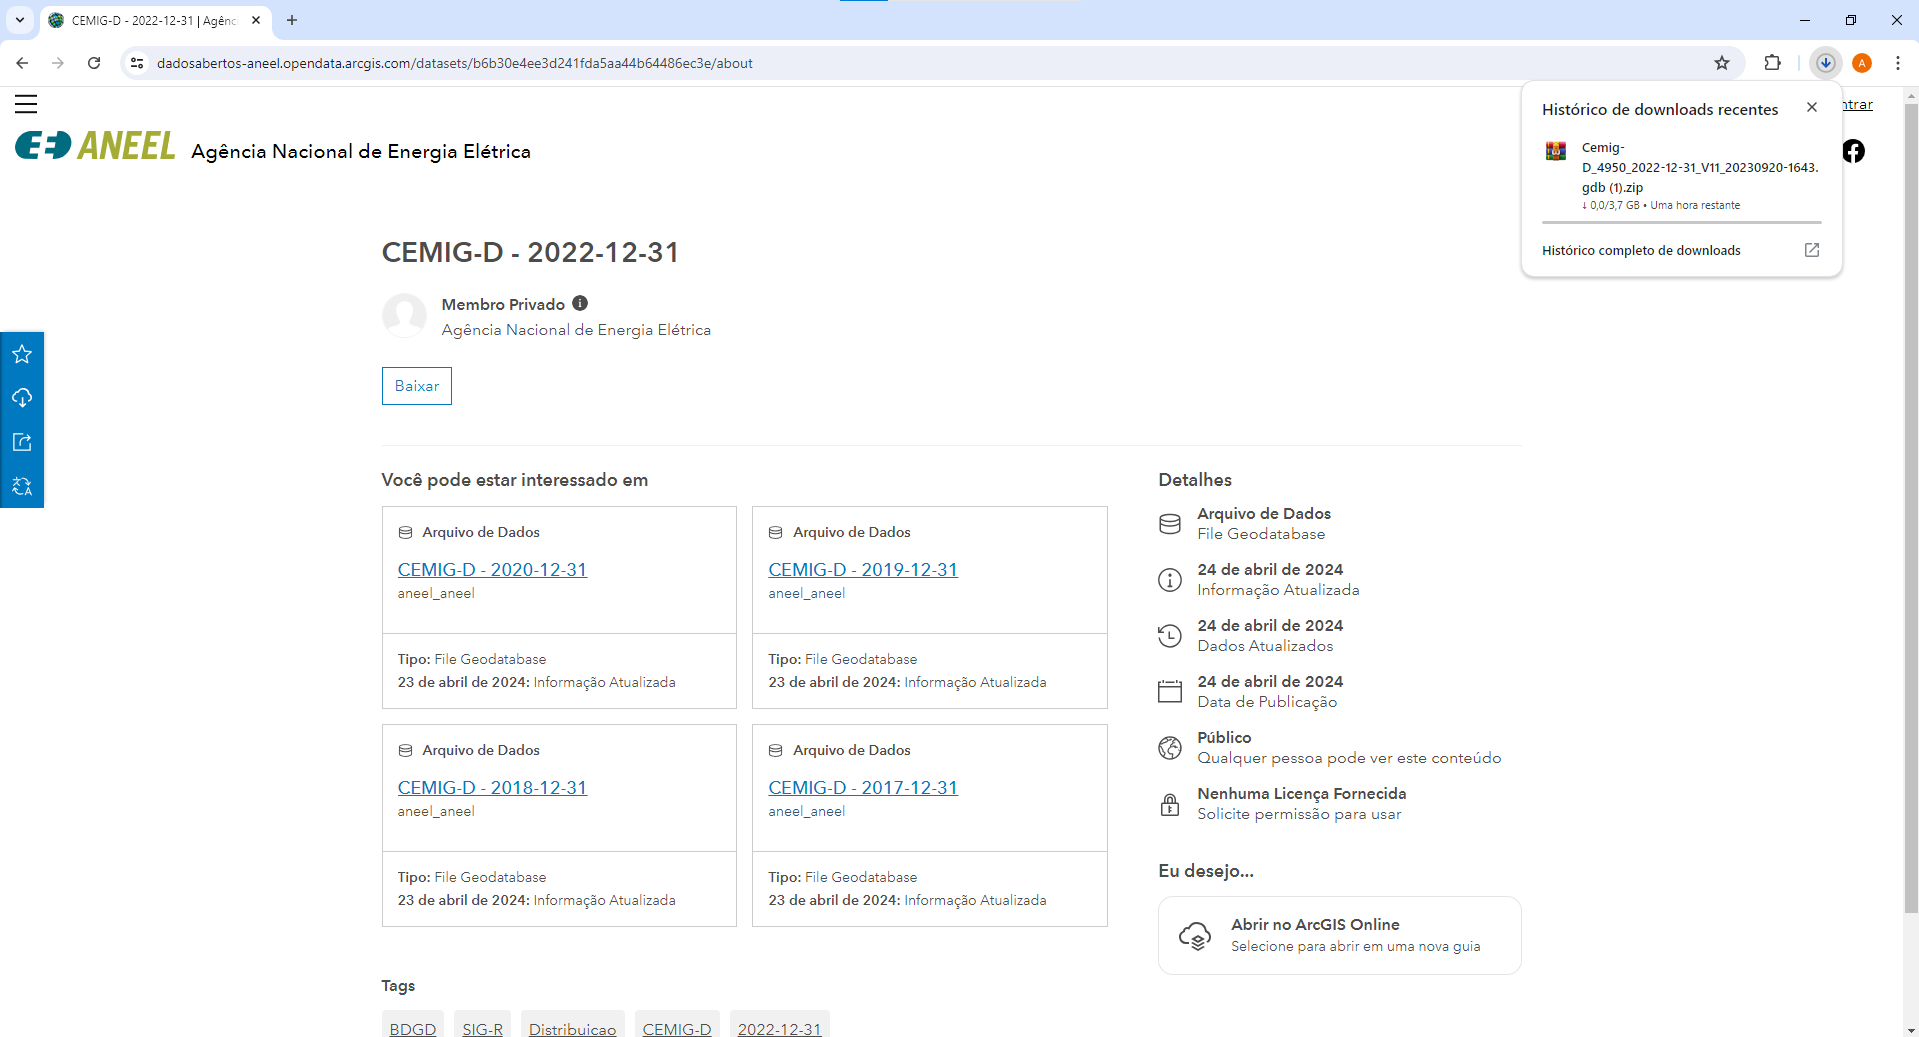 CEMIG-D - 2022-12-31 | Agênc
dadosabertos-aneel.opendata.arcgis.com/datasets/b6b30e4ee3d241fda5aa44b64486ec3e/about
A
ntrar
ANEEL
Agência Nacional de Energia Elétrica
Histórico de downloads recentes
Cemig-
D_4950_2022-12-31_V11_20230920-1643.
gdb (1).zip
↓ 0,0/3,7 GB • Uma hora restante
Histórico completo de downloads
CEMIG-D - 2022-12-31
Membro Privado
Agência Nacional de Energia Elétrica
Baixar
Você pode estar interessado em
Arquivo de Dados
CEMIG-D - 2020-12-31
aneel_aneel
Tipo: File Geodatabase
23 de abril de 2024: Informação Atualizada
Arquivo de Dados
CEMIG-D - 2019-12-31
aneel_aneel
Tipo: File Geodatabase
23 de abril de 2024: Informação Atualizada
Arquivo de Dados
CEMIG-D - 2018-12-31
aneel_aneel
Tipo: File Geodatabase
23 de abril de 2024: Informação Atualizada
Arquivo de Dados
CEMIG-D - 2017-12-31
aneel_aneel
Tipo: File Geodatabase
23 de abril de 2024: Informação Atualizada
Detalhes
Arquivo de Dados
File Geodatabase
24 de abril de 2024
Informação Atualizada
24 de abril de 2024
Dados Atualizados
24 de abril de 2024
Data de Publicação
Público
Qualquer pessoa pode ver este conteúdo
Nenhuma Licença Fornecida
Solicite permissão para usar
Eu desejo...
Abrir no ArcGIS Online
Selecione para abrir em uma nova guia
Tags
BDGD SIG-R Distribuicao CEMIG-D 2022-12-31